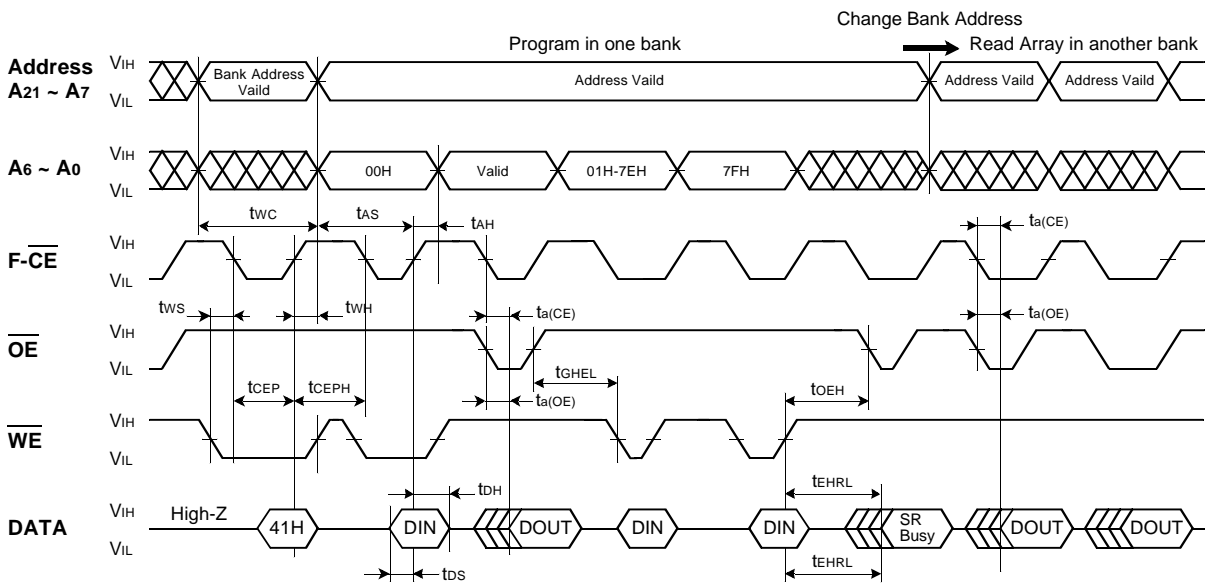 Change Bank Address
Program in one bank
Read Array in another bank
Address
A21 ~ A7
VIH
VIL
Bank Address
Vaild
Address Vaild
Address Vaild
Address Vaild
A6 ~ A0
VIH
VIL
00H
Valid
01H-7EH
7FH
tWC
tAS
tAH
ta(CE)
F-CE
VIH
VIL
tWS
tWH
ta(CE)
ta(OE)
OE
VIH
VIL
tCEP
tCEPH
tGHEL
ta(OE)
tOEH
WE
VIH
VIL
tDH
tEHRL
DATA
VIH
VIL
High-Z
41H
DIN
DOUT
DIN
DIN
SR
Busy
DOUT
DOUT
tDS
tEHRL